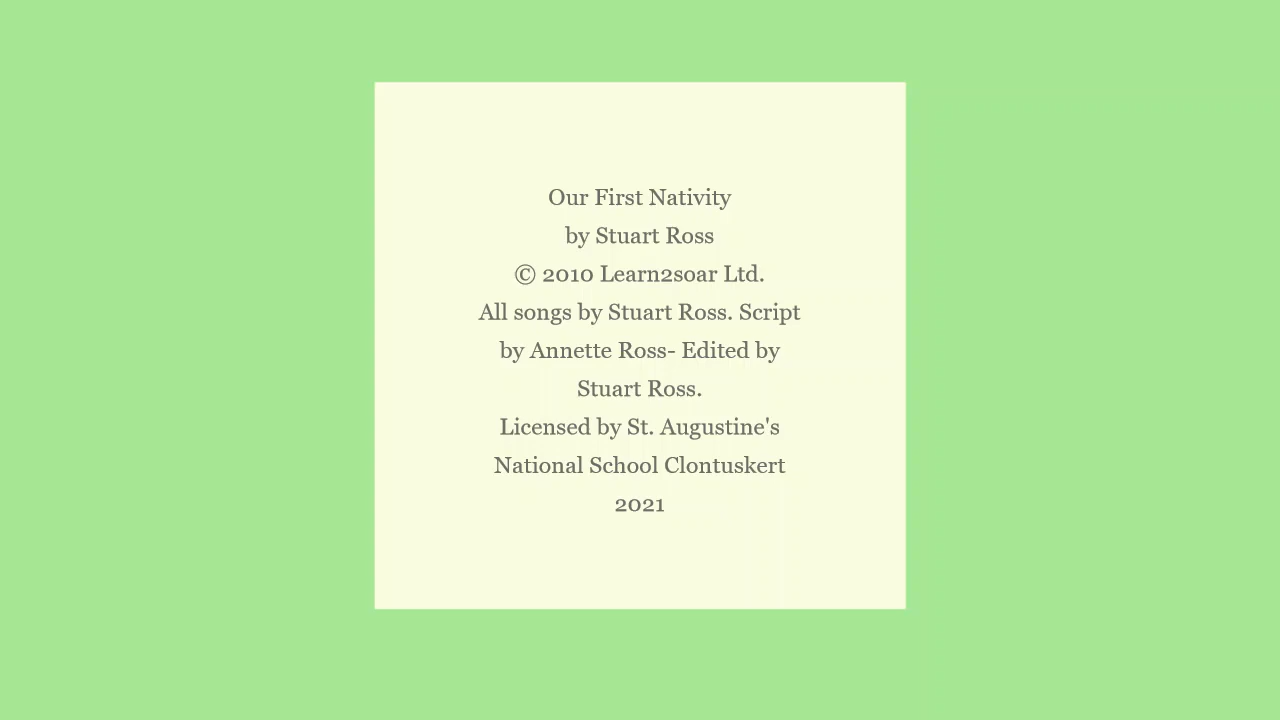 Our First Nativity
by Stuart Ross
© 2010 Learn2soar Ltd.
All songs by Stuart Ross. Script
by Annette Ross- Edited by
Stuart Ross.
Licensed by St. Augustine's
National School Clontuskert
2021